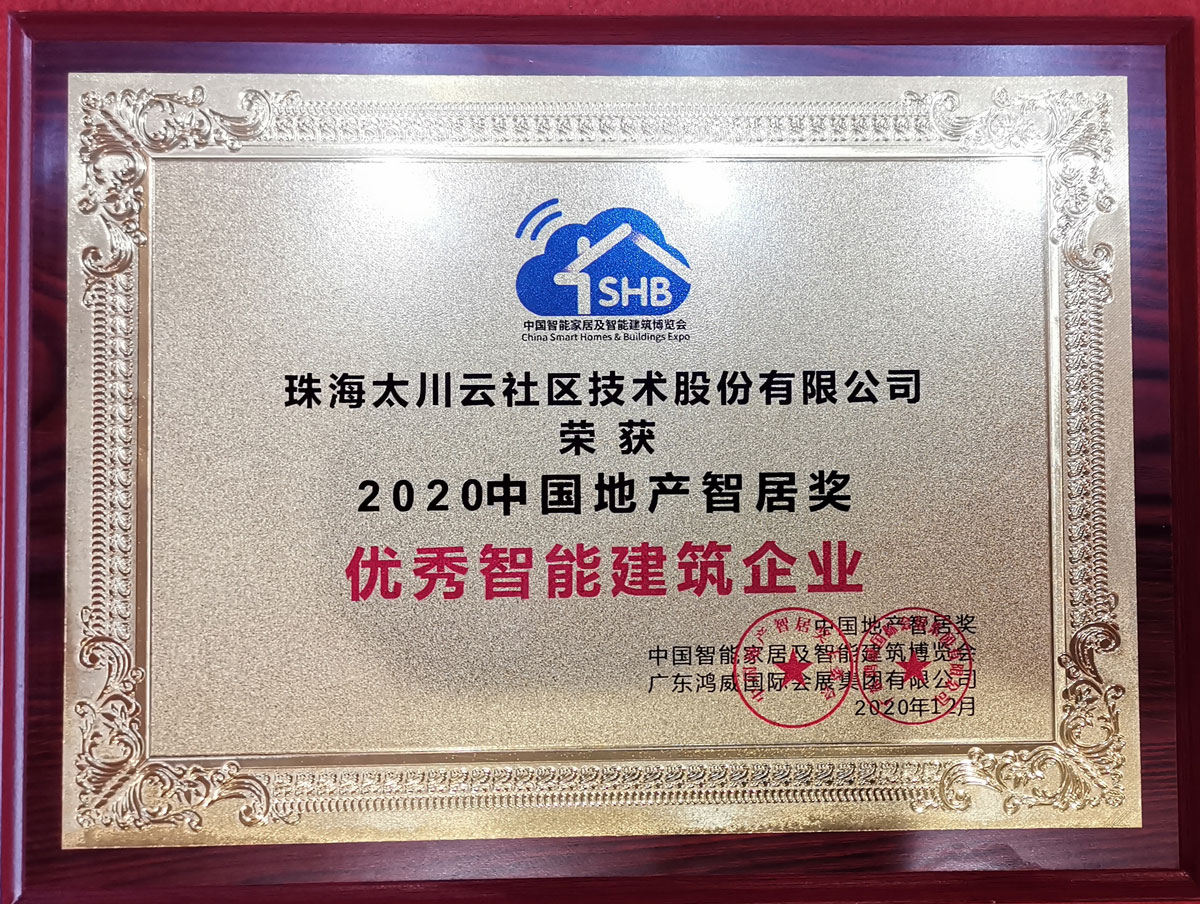 SHB
中国智能家居及智能建筑博览会
China Smart Homes & Buildings Expo
珠海太川云社区技术股份有限公司
荣获
2020中国地产智居奖
优秀智能建筑企业
中国地产智居奖
中国智能家居及智能建筑博览会
广东鸿威国际会展集团有限公司
2020年12月